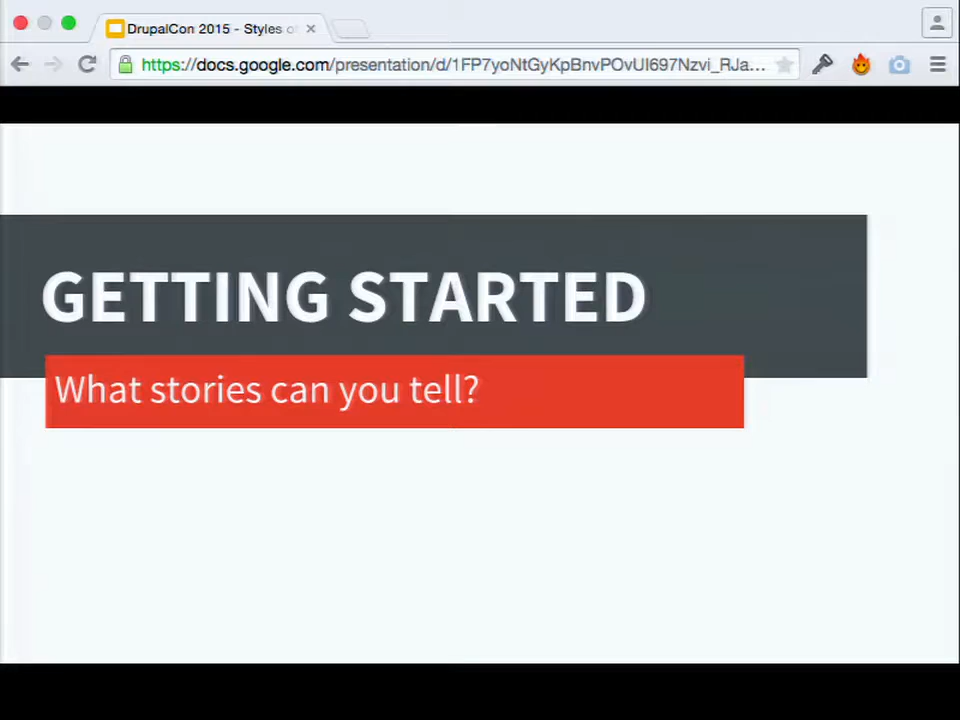 DrupalCon 2015 - Styles o
https://docs.google.com/presentation/d/1FP7yoNtGyKpBnvPOvUI697Nzvi_RJa...
GETTING STARTED
What stories can you tell?